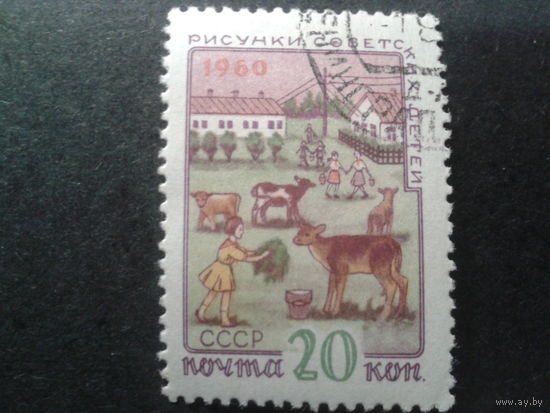 РИСУНКИ СОВЕТСКИХ ДЕТЕЙ
1960
СССР
почта 20 коп.
www.ay.by